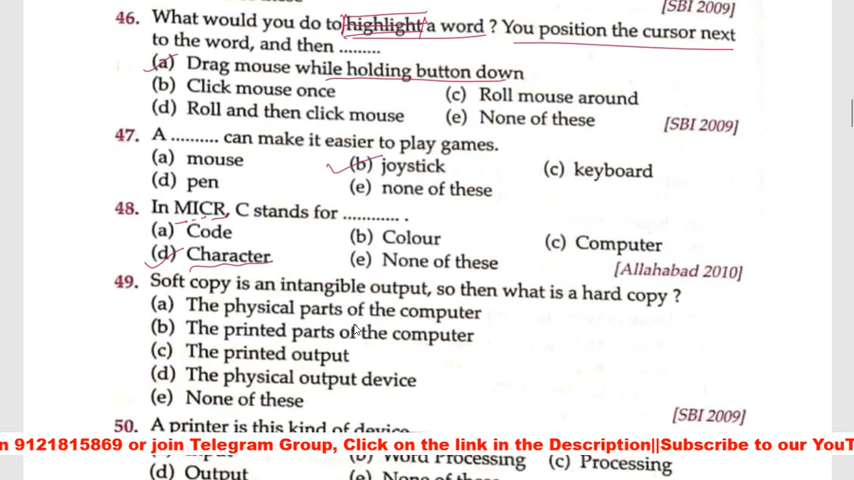 [SBI 2009]
46. What would you do to highlight a word ? You position the cursor next
to the word, and then .........
(a) Drag mouse while holding button down
(b) Click mouse once (c) Roll mouse around
(d) Roll and then click mouse (e) None of these [SBI 2009]
47. A .......... can make it easier to play games.
(a) mouse (b) joystick (c) keyboard
(d) pen (e) none of these
48. In MICR, C stands for ............ .
(a) Code (b) Colour (c) Computer
(d) Character (e) None of these [Allahabad 2010]
49. Soft copy is an intangible output, so then what is a hard copy ?
(a) The physical parts of the computer
(b) The printed parts of the computer
(c) The printed output
(d) The physical output device
(e) None of these [SBI 2009]
50. A printer is this kind of device
n 9121815869 or join Telegram Group, Click on the link in the Description||Subscribe to our YouT
(b) Word Processing (c) Processing
(d) Output (e) None of these